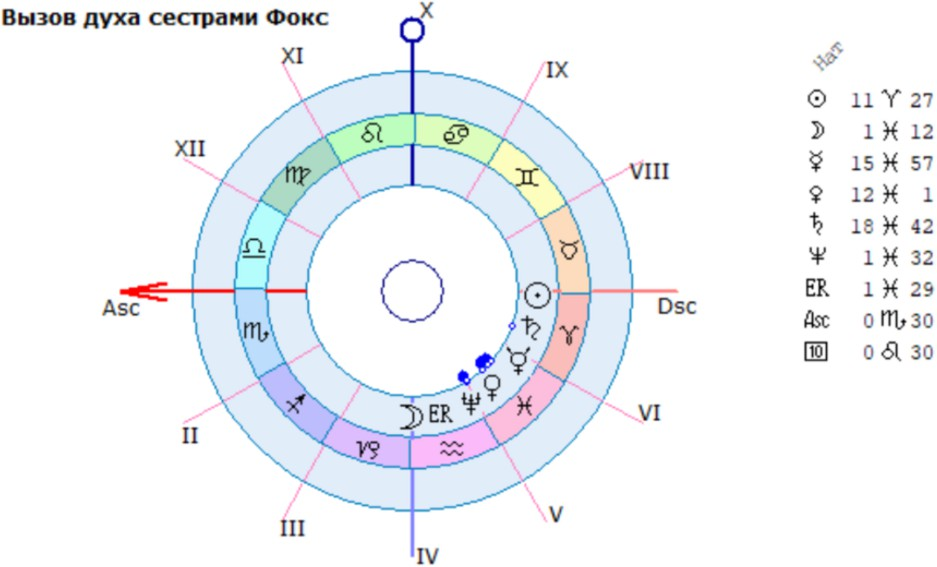 Вызов духа сестрами Фокс
X
XI
IX
XII
VIII
Asc
Dsc
II
VI
III
V
IV
ER
Нат
☉ 11 ♈ 27
☽ 1 ♓ 12
☿ 15 ♓ 57
♀ 12 ♓ 1
♄ 18 ♓ 42
♆ 1 ♓ 32
ER 1 ♓ 29
Asc 0 ♏ 30
10 0 ♌ 30